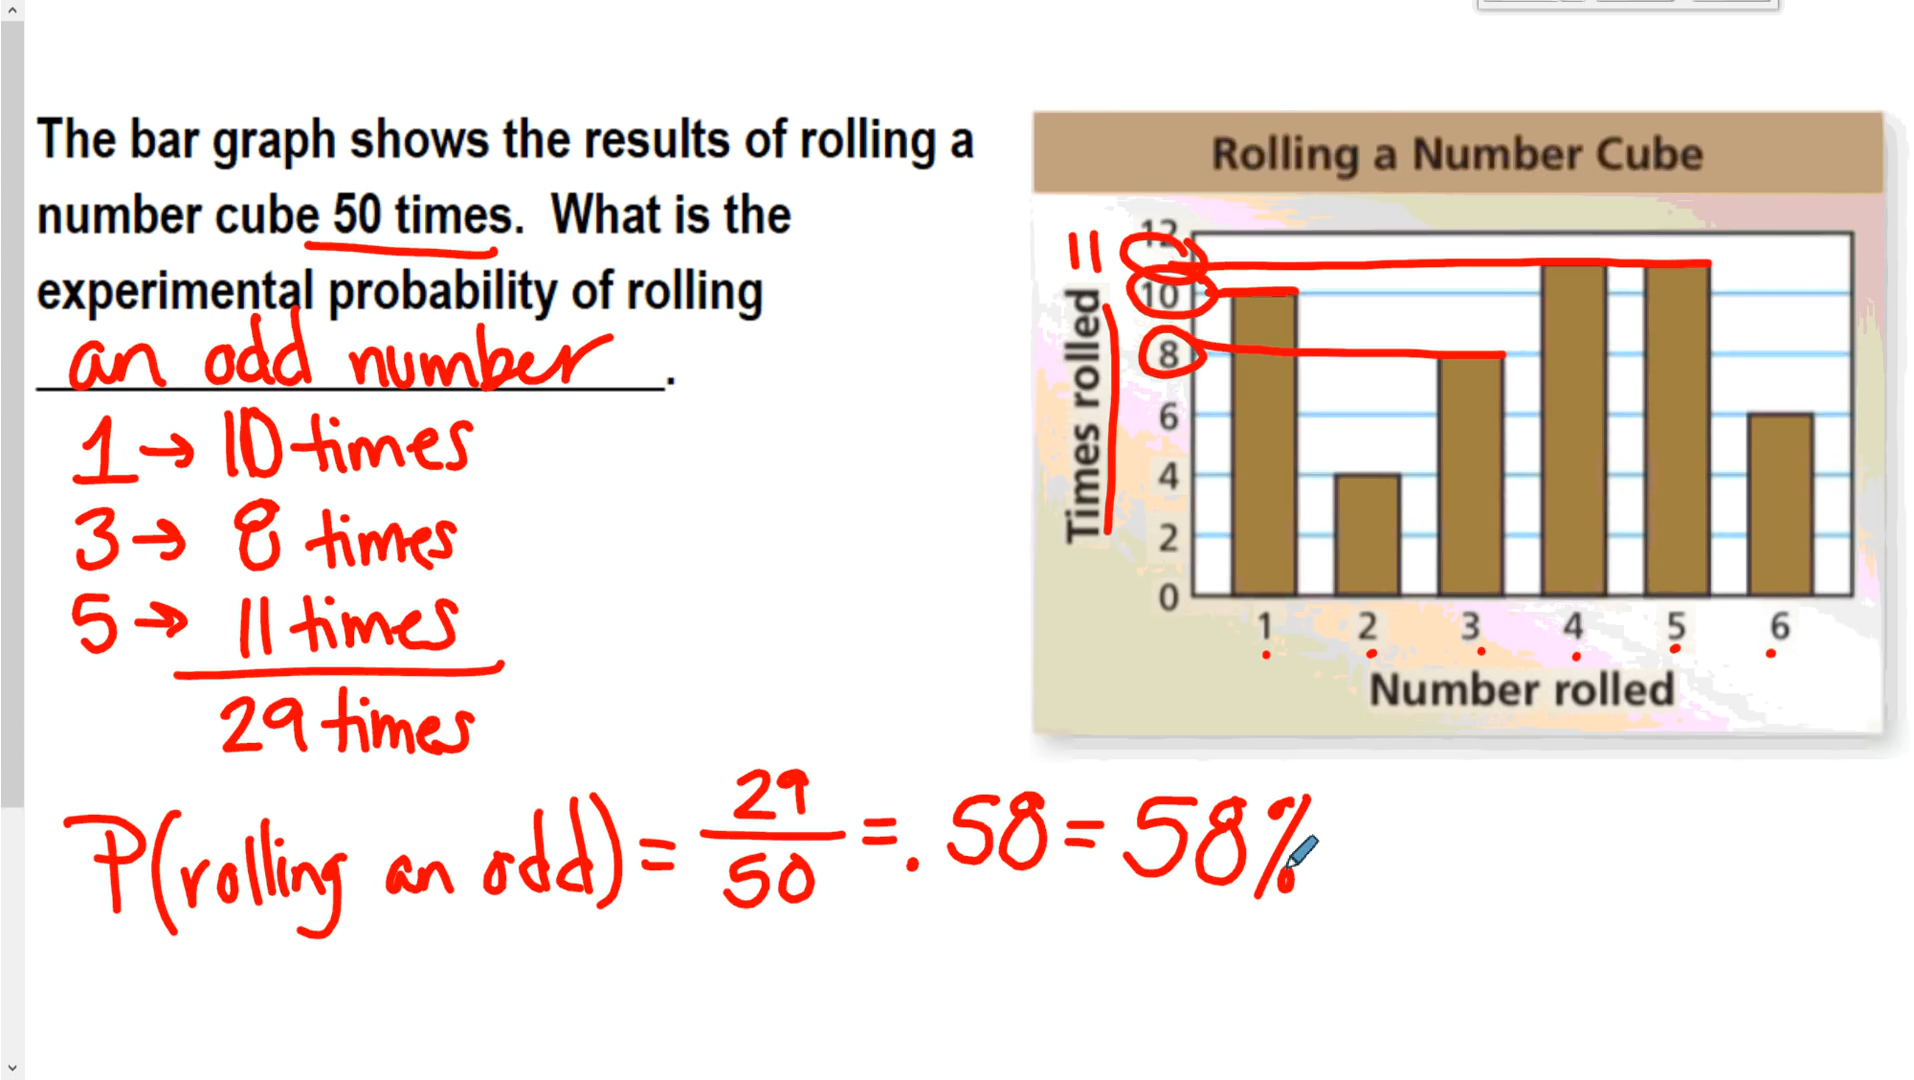 The bar graph shows the results of rolling a
number cube 50 times. What is the
experimental probability of rolling
an odd number.
1 → 10 times
3 → 8 times
5 → 11 times
29 times
P(rolling an odd) = 29/50 = .58 = 58%
Rolling a Number Cube
Times rolled
11
12
10
8
6
4
2
0
1 2 3 4 5 6
Number rolled